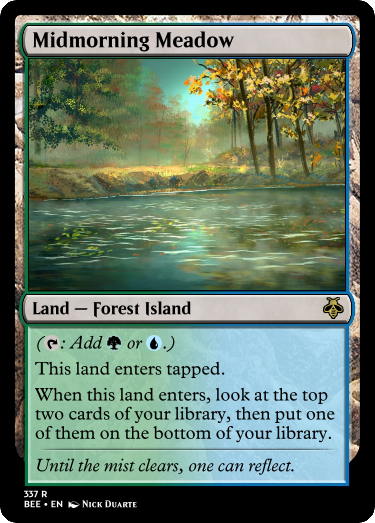 Midmorning Meadow
Land — Forest Island
(: Add or .)
This land enters tapped.
When this land enters, look at the top
two cards of your library, then put one
of them on the bottom of your library.
Until the mist clears, one can reflect.
337 R
BEE • EN Nick Duarte